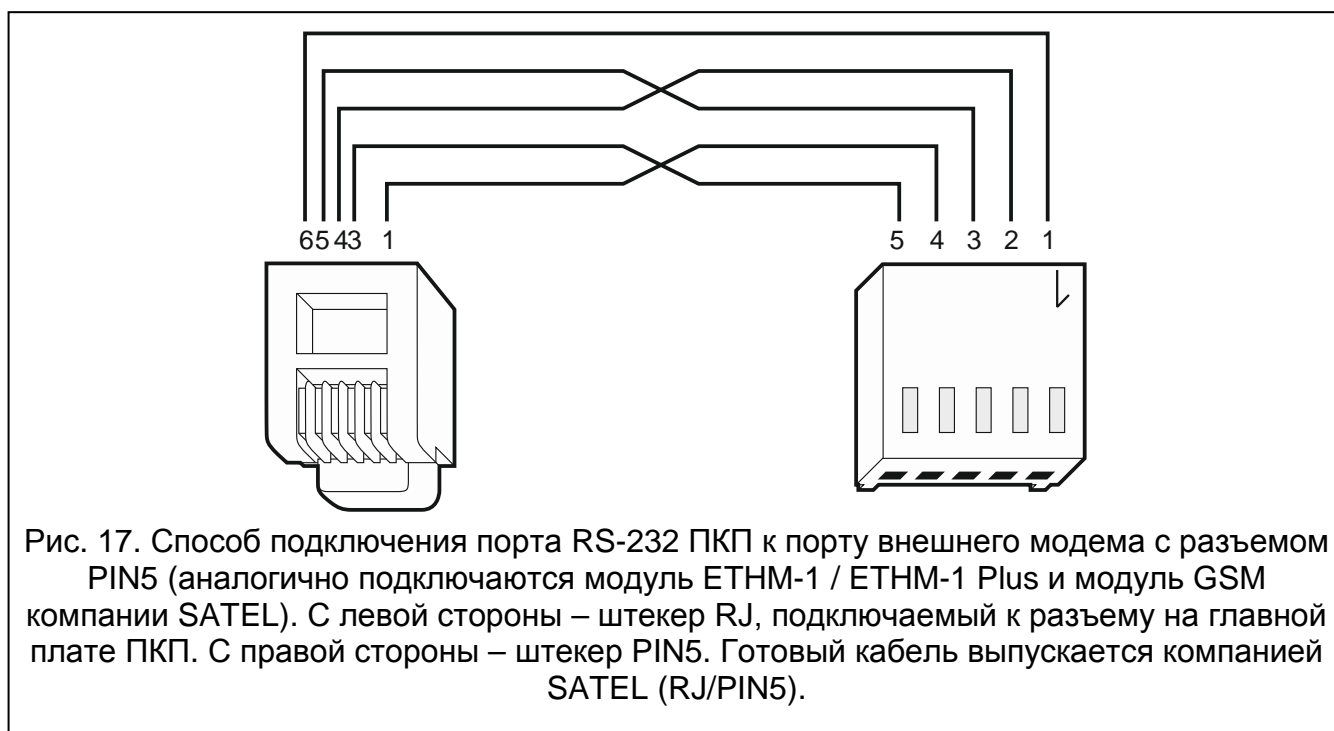 6 5 4 3 1 5 4 3 2 1
Рис. 17. Способ подключения порта RS-232 ПКП к порту внешнего модема с разъемом
PIN5 (аналогично подключаются модуль ETHM-1 / ETHM-1 Plus и модуль GSM
компании SATEL). С левой стороны – штекер RJ, подключаемый к разъему на главной
плате ПКП. С правой стороны – штекер PIN5. Готовый кабель выпускается компанией
SATEL (RJ/PIN5).